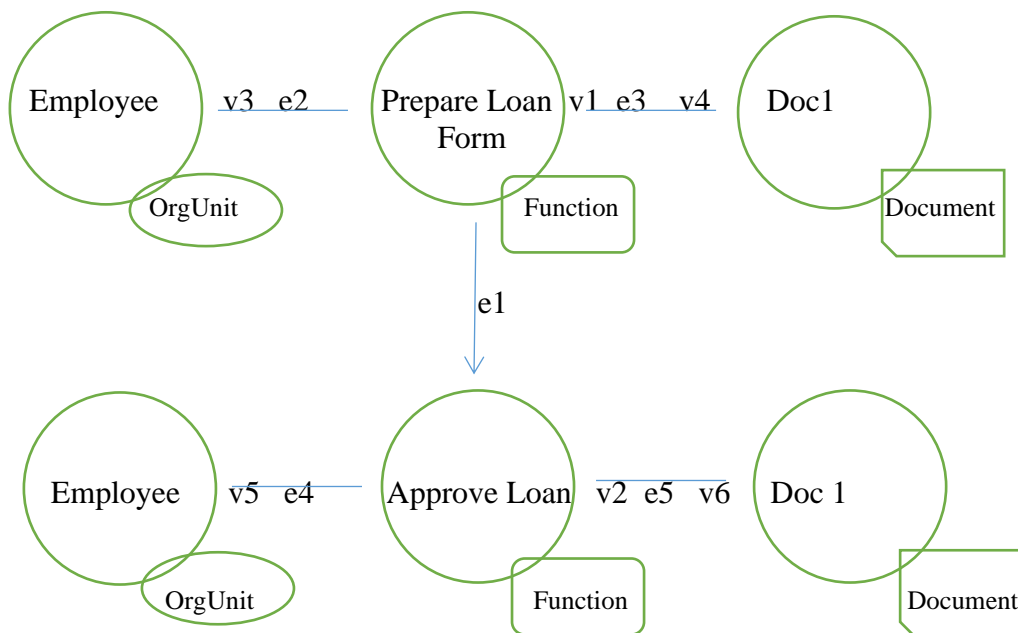 Employee v3 e2 Prepare Loan v1 e3 v4 Doc1
Form
OrgUnit Function Document
e1
Employee v5 e4 Approve Loan v2 e5 v6 Doc 1
OrgUnit Function Document